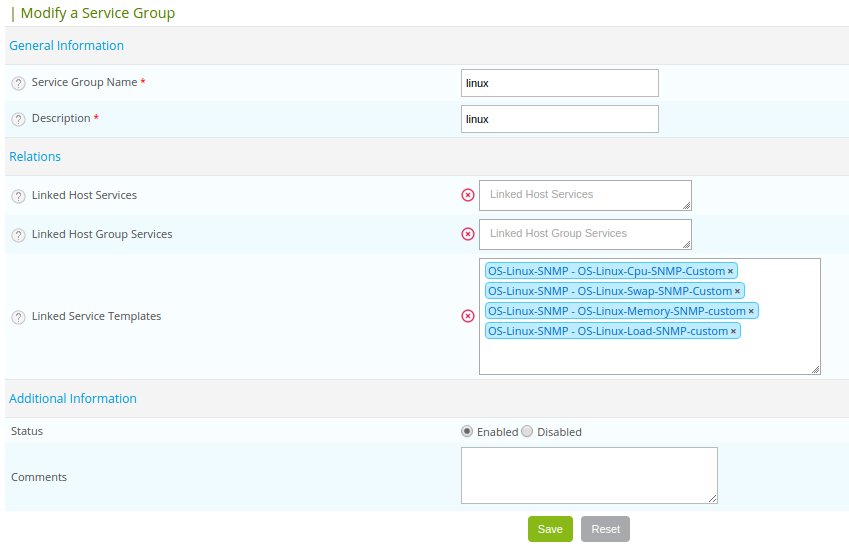 Modify a Service Group
General Information
? Service Group Name * linux
? Description * linux
Relations
? Linked Host Services Linked Host Services
? Linked Host Group Services Linked Host Group Services
OS-Linux-SNMP - OS-Linux-Cpu-SNMP-Custom ×
OS-Linux-SNMP - OS-Linux-Swap-SNMP-Custom ×
? Linked Service Templates OS-Linux-SNMP - OS-Linux-Memory-SNMP-custom ×
OS-Linux-SNMP - OS-Linux-Load-SNMP-custom ×
Additional Information
Status Enabled Disabled
Comments
Save Reset